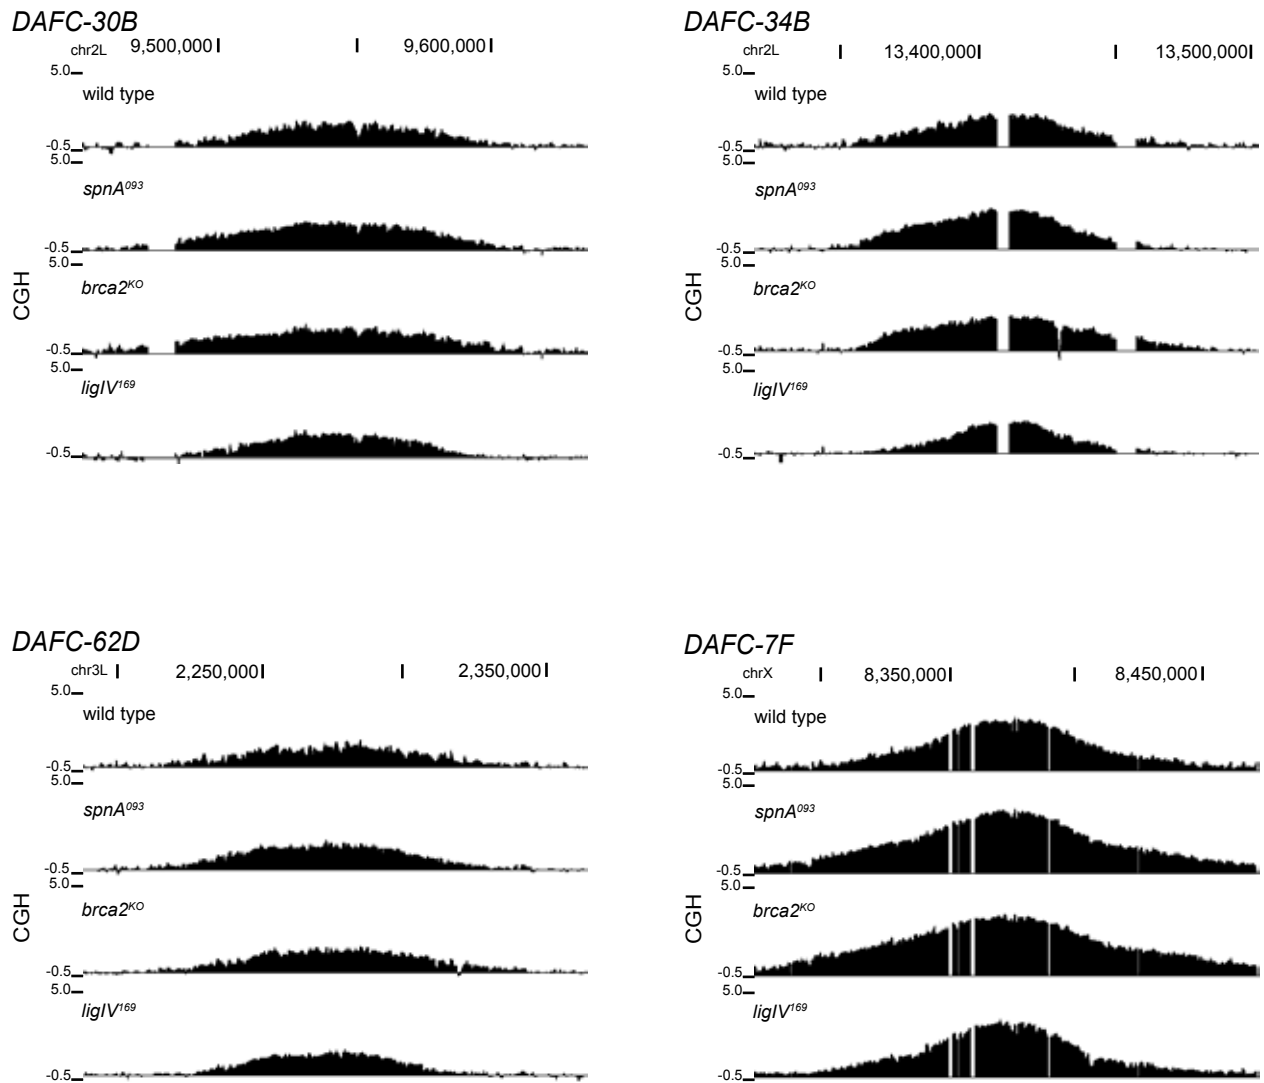 DAFC-30B
chr2L 9,500,000 9,600,000
5.0
wild type
-0.5
5.0
spnA093
-0.5
5.0
CGH
brca2KO
-0.5
5.0
ligIV169
-0.5
DAFC-34B
chr2L 13,400,000 13,500,000
5.0
wild type
-0.5
5.0
spnA093
-0.5
5.0
CGH
brca2KO
-0.5
5.0
ligIV169
-0.5
DAFC-62D
chr3L 2,250,000 2,350,000
5.0
wild type
-0.5
5.0
spnA093
-0.5
5.0
CGH
brca2KO
-0.5
5.0
ligIV169
-0.5
DAFC-7F
chrX 8,350,000 8,450,000
5.0
wild type
-0.5
5.0
spnA093
-0.5
5.0
CGH
brca2KO
-0.5
5.0
ligIV169
-0.5